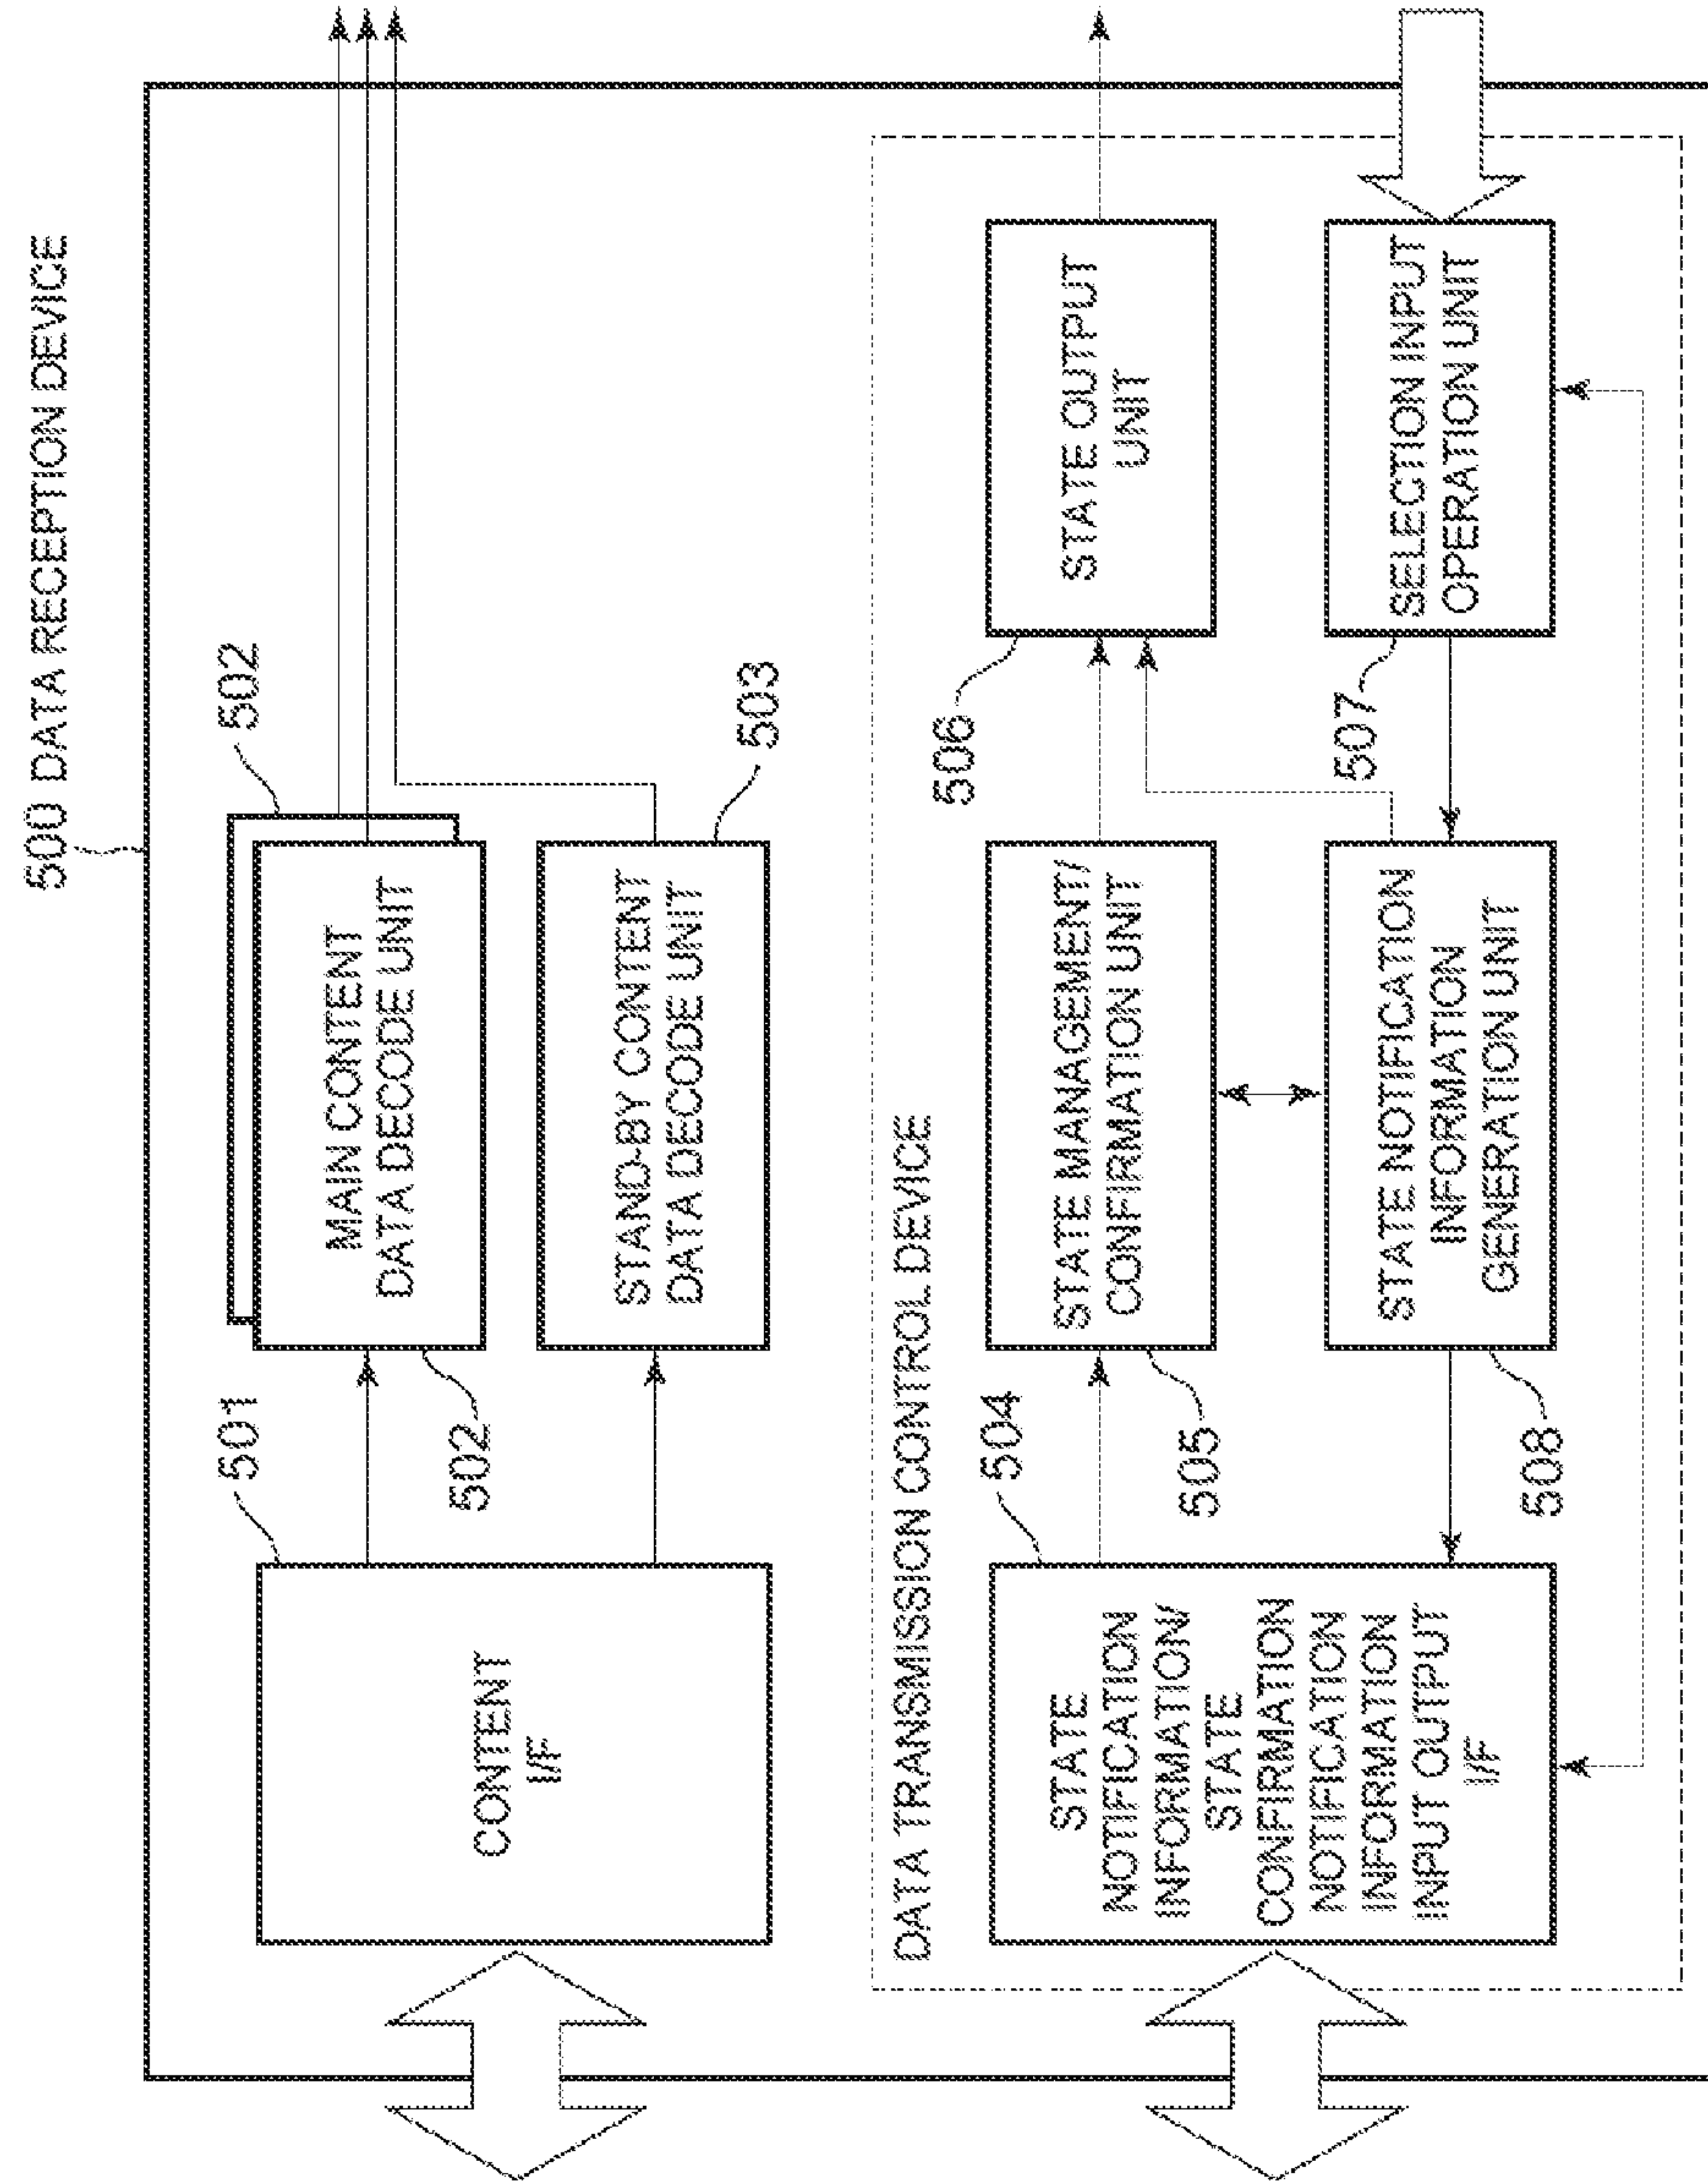 500 DATA RECEPTION DEVICE
501
CONTENT
I/F
502
502
MAIN CONTENT
DATA DECODE UNIT
503
STAND-BY CONTENT
DATA DECODE UNIT
DATA TRANSMISSION CONTROL DEVICE
504
STATE
NOTIFICATION
INFORMATION/
STATE
CONFIRMATION
NOTIFICATION
INFORMATION
INPUT OUTPUT
I/F
505
STATE MANAGEMENT/
CONFIRMATION UNIT
506
STATE OUTPUT
UNIT
508
STATE NOTIFICATION
INFORMATION
GENERATION UNIT
507
SELECTION INPUT
OPERATION UNIT